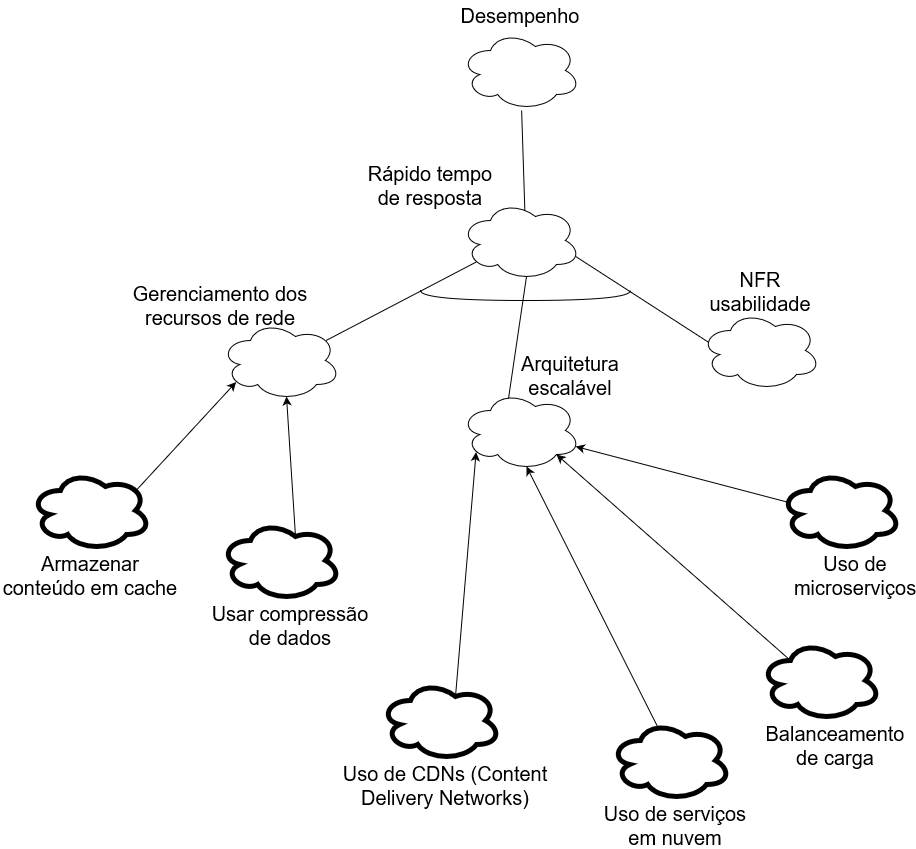 Desempenho
Rápido tempo
de resposta
Gerenciamento dos
recursos de rede
NFR
usabilidade
Arquitetura
escalável
Armazenar
conteúdo em cache
Usar compressão
de dados
Uso de
microserviços
Balanceamento
de carga
Uso de CDNs (Content
Delivery Networks)
Uso de serviços
em nuvem